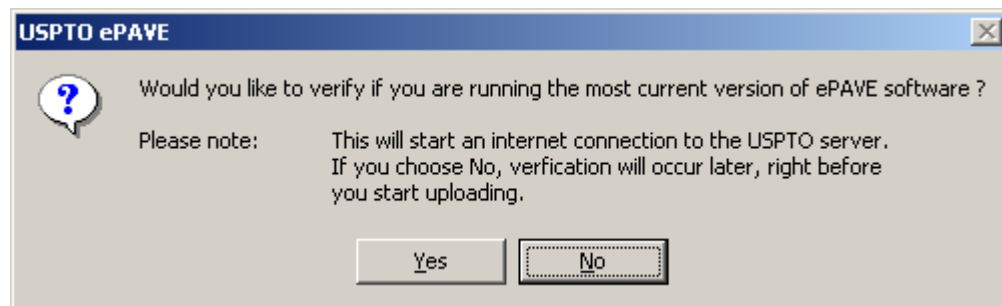 USPTO ePAVE
Would you like to verify if you are running the most current version of ePAVE software ?
Please note: This will start an internet connection to the USPTO server.
If you choose No, verfication will occur later, right before
you start uploading.
Yes No